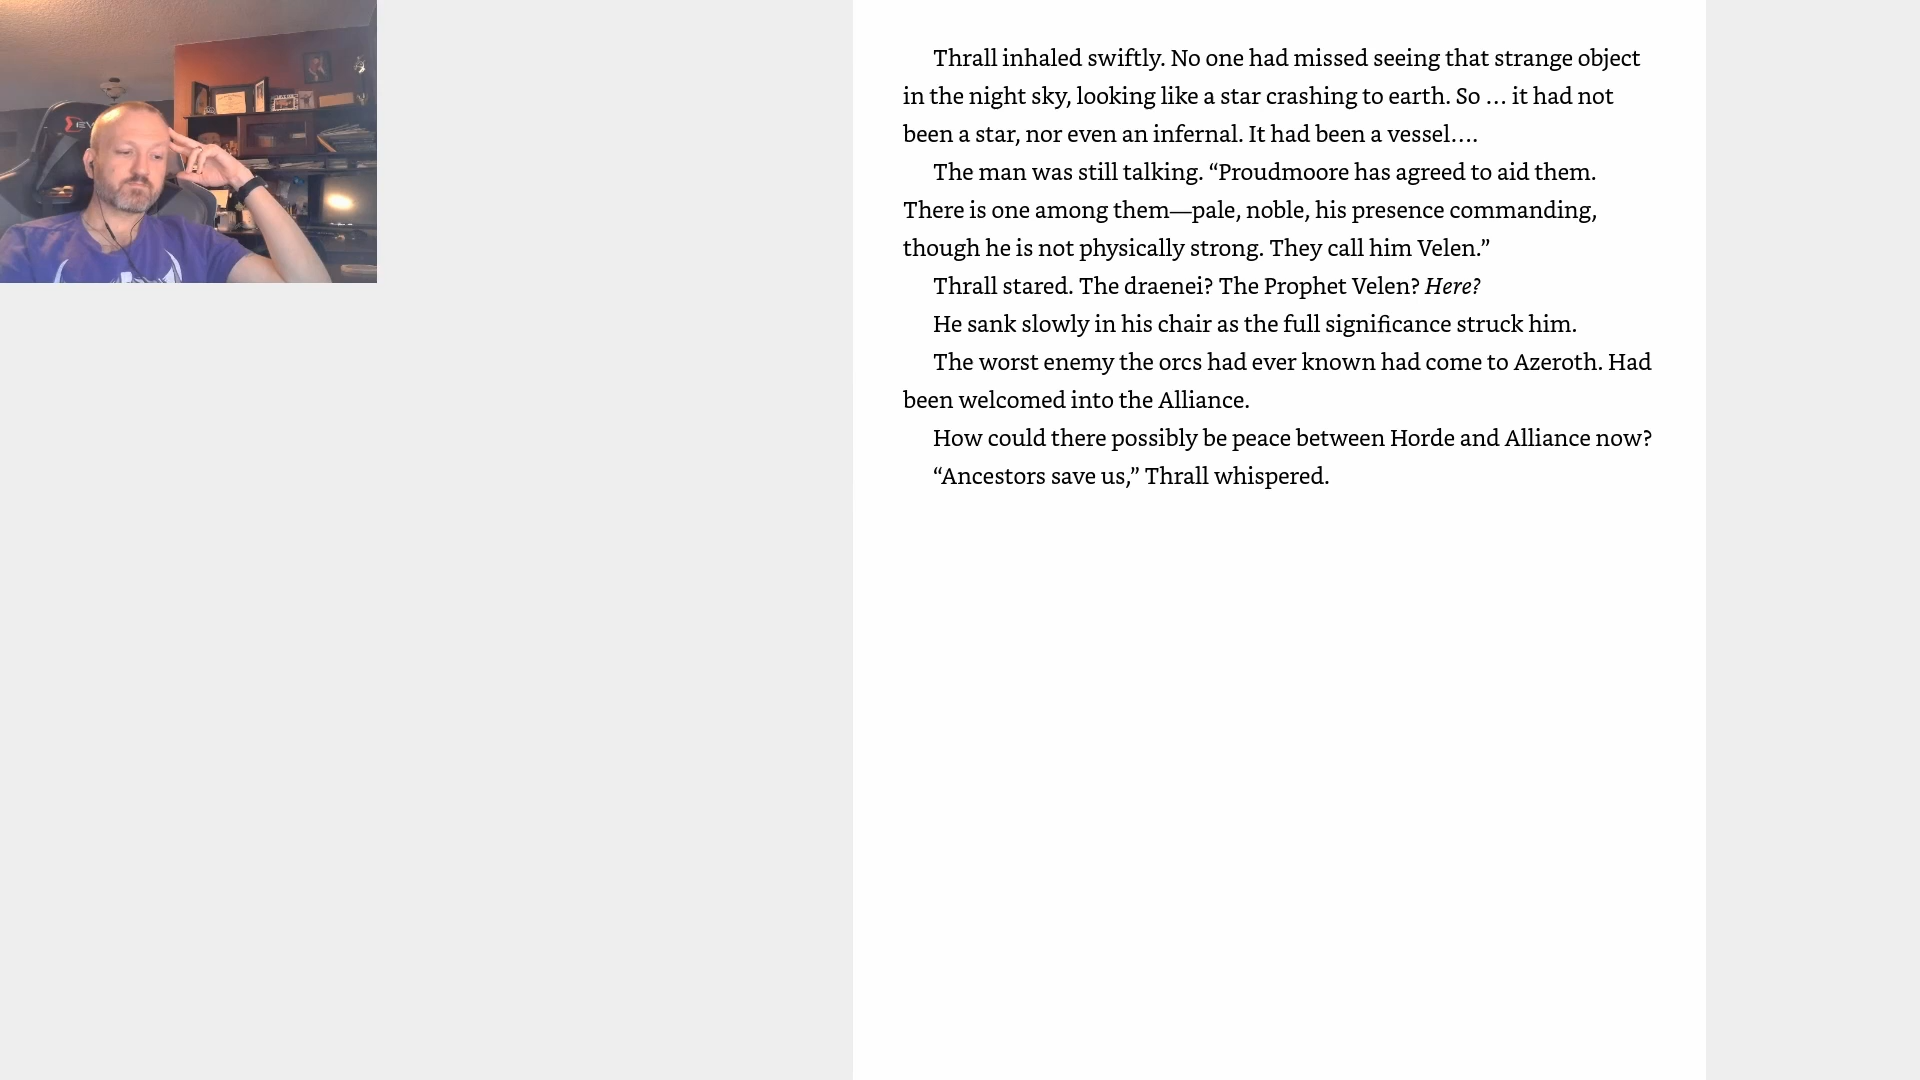 Thrall inhaled swiftly. No one had missed seeing that strange object
in the night sky, looking like a star crashing to earth. So … it had not
been a star, nor even an infernal. It had been a vessel….
The man was still talking. “Proudmoore has agreed to aid them.
There is one among them—pale, noble, his presence commanding,
though he is not physically strong. They call him Velen.”
Thrall stared. The draenei? The Prophet Velen? Here?
He sank slowly in his chair as the full significance struck him.
The worst enemy the orcs had ever known had come to Azeroth. Had
been welcomed into the Alliance.
How could there possibly be peace between Horde and Alliance now?
“Ancestors save us,” Thrall whispered.